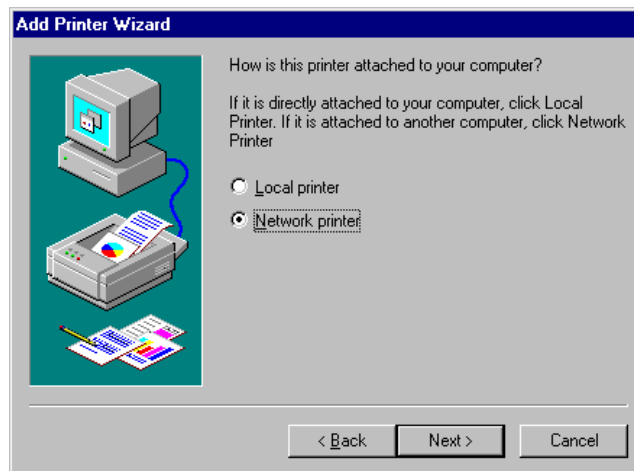 Add Printer Wizard
How is this printer attached to your computer?
If it is directly attached to your computer, click Local
Printer. If it is attached to another computer, click Network
Printer
Local printer
Network printer
< Back
Next >
Cancel